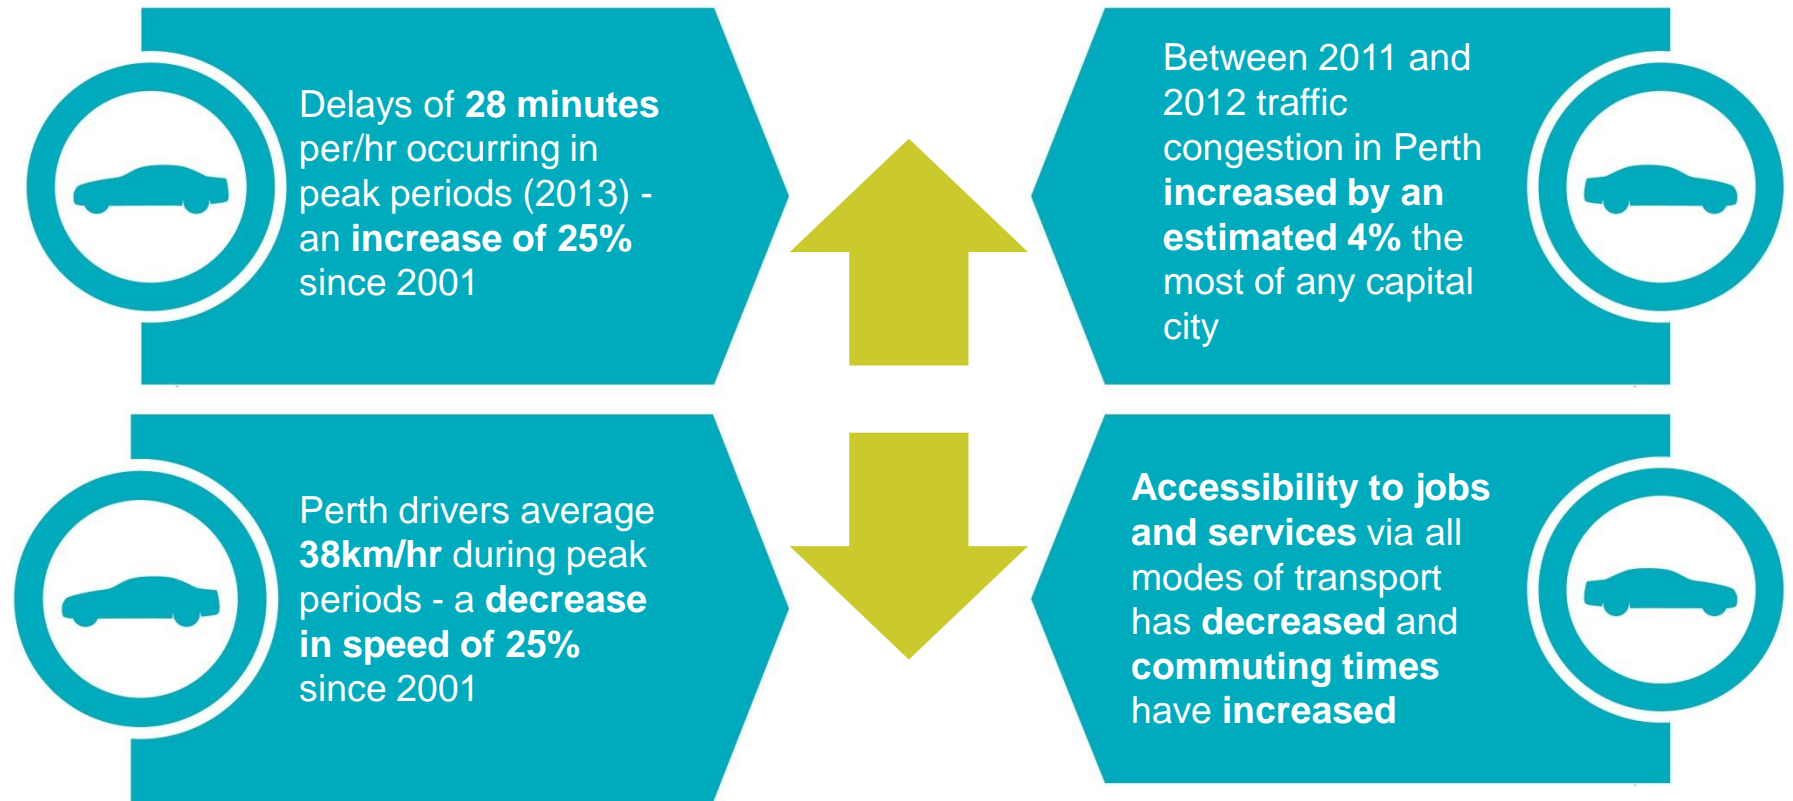 Delays of 28 minutes
per/hr occurring in
peak periods (2013) -
an increase of 25%
since 2001
Between 2011 and
2012 traffic
congestion in Perth
increased by an
estimated 4% the
most of any capital
city
Perth drivers average
38km/hr during peak
periods - a decrease
in speed of 25%
since 2001
Accessibility to jobs
and services via all
modes of transport
has decreased and
commuting times
have increased